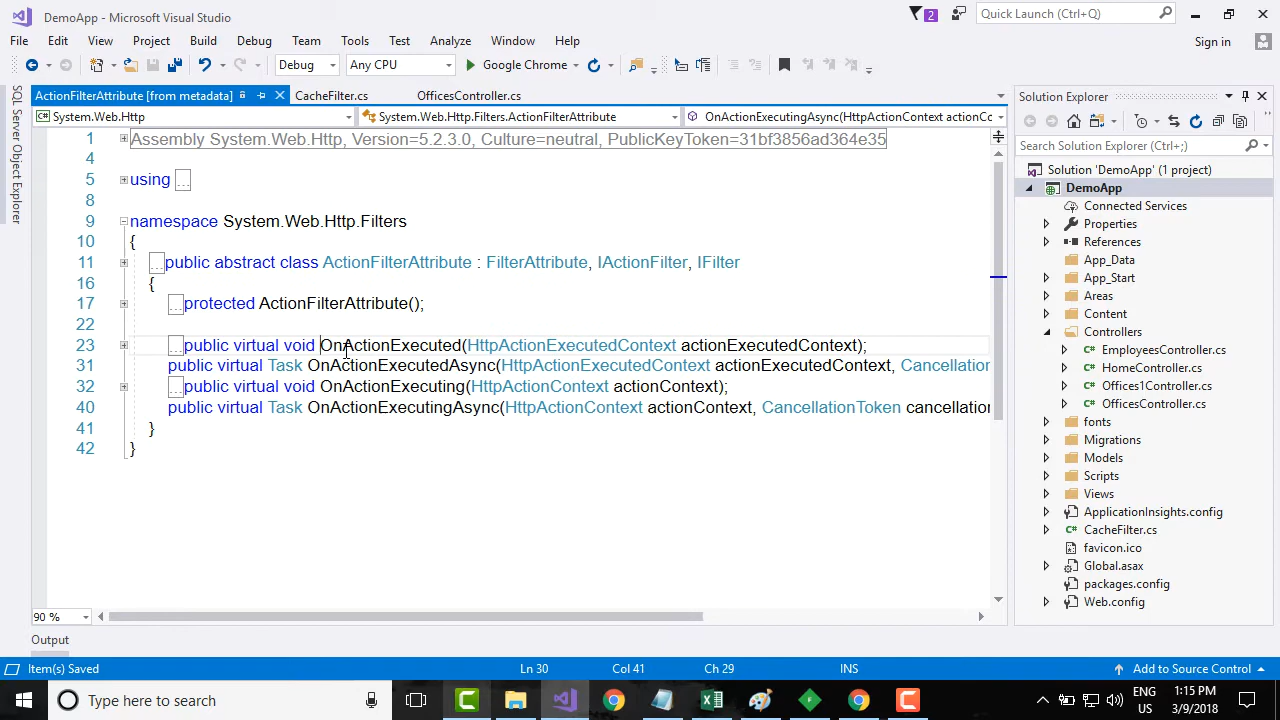 DemoApp - Microsoft Visual Studio
2
Quick Launch (Ctrl+Q)
File Edit View Project Build Debug Team Tools Test Analyze Window Help
Sign in
Debug Any CPU Google Chrome
SQL Server Object Explorer
ActionFilterAttribute [from metadata] CacheFilter.cs OfficesController.cs
System.Web.Http System.Web.Http.Filters.ActionFilterAttribute OnActionExecutingAsync(HttpActionContext actionCc
1 Assembly System.Web.Http, Version=5.2.3.0, Culture=neutral, PublicKeyToken=31bf3856ad364e35
4
5 using ...
8
9 namespace System.Web.Http.Filters
10 {
11 ...public abstract class ActionFilterAttribute : FilterAttribute, IActionFilter, IFilter
16 {
17 ...protected ActionFilterAttribute();
22
23 ...public virtual void OnActionExecuted(HttpActionExecutedContext actionExecutedContext);
31 public virtual Task OnActionExecutedAsync(HttpActionExecutedContext actionExecutedContext, Cancellation
32 ...public virtual void OnActionExecuting(HttpActionContext actionContext);
40 public virtual Task OnActionExecutingAsync(HttpActionContext actionContext, CancellationToken cancellation
41 }
42 }
90 %
Solution Explorer
Search Solution Explorer (Ctrl+;)
Solution 'DemoApp' (1 project)
DemoApp
Connected Services
Properties
References
App_Data
App_Start
Areas
Content
Controllers
EmployeesController.cs
HomeController.cs
Offices1Controller.cs
OfficesController.cs
fonts
Migrations
Models
Scripts
Views
ApplicationInsights.config
CacheFilter.cs
favicon.ico
Global.asax
packages.config
Web.config
Output
Item(s) Saved Ln 30 Col 41 Ch 29 INS Add to Source Control
Type here to search
ENG
US
1:15 PM
3/9/2018